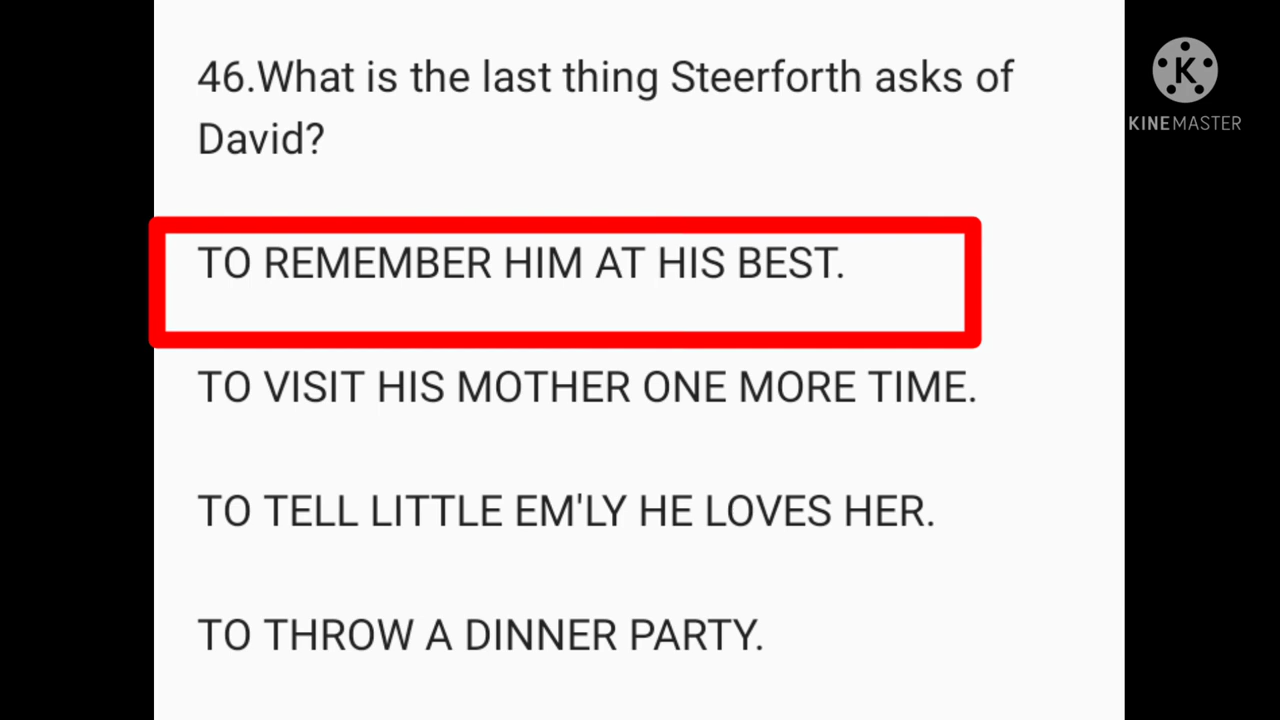 46.What is the last thing Steerforth asks of
David?
TO REMEMBER HIM AT HIS BEST.
TO VISIT HIS MOTHER ONE MORE TIME.
TO TELL LITTLE EM'LY HE LOVES HER.
TO THROW A DINNER PARTY.
K
KINEMASTER